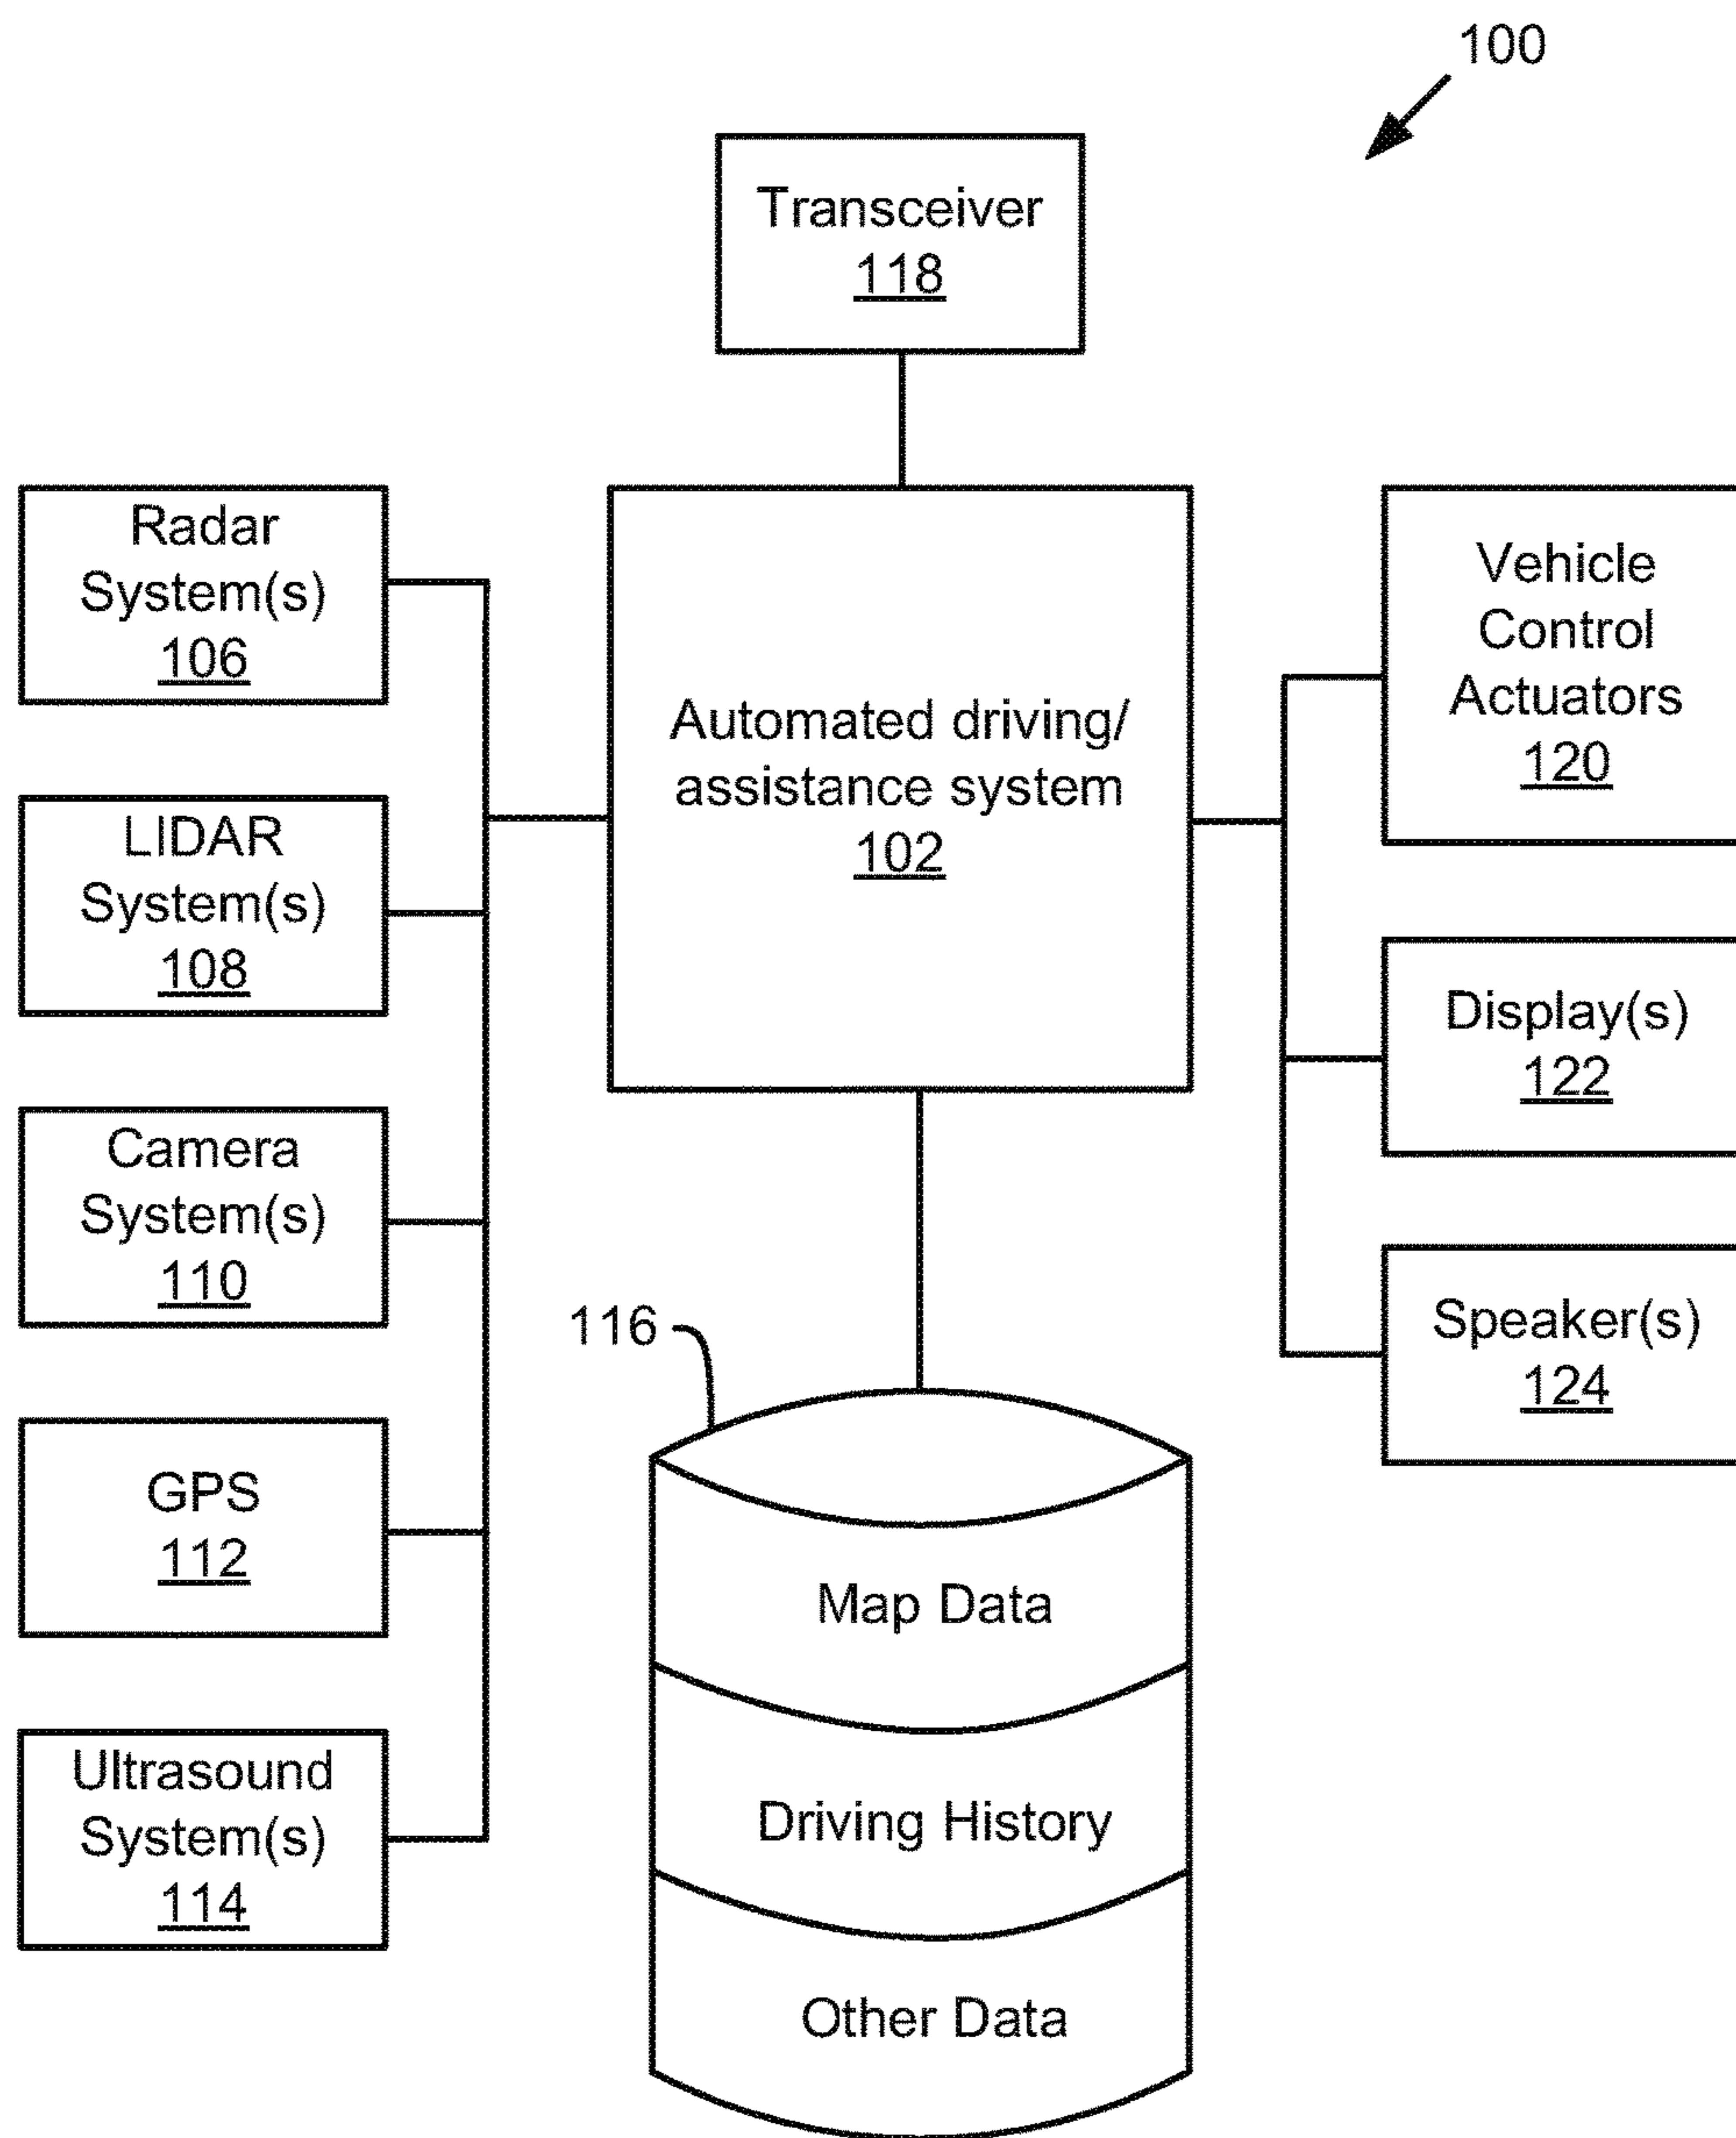 100
Transceiver
118
Radar
System(s)
106
LIDAR
System(s)
108
Camera
System(s)
110
GPS
112
Ultrasound
System(s)
114
Automated driving/
assistance system
102
Vehicle
Control
Actuators
120
Display(s)
122
Speaker(s)
124
116
Map Data
Driving History
Other Data